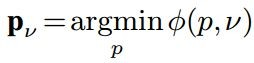 𝐩_ν = argmin_p ϕ(p, ν)